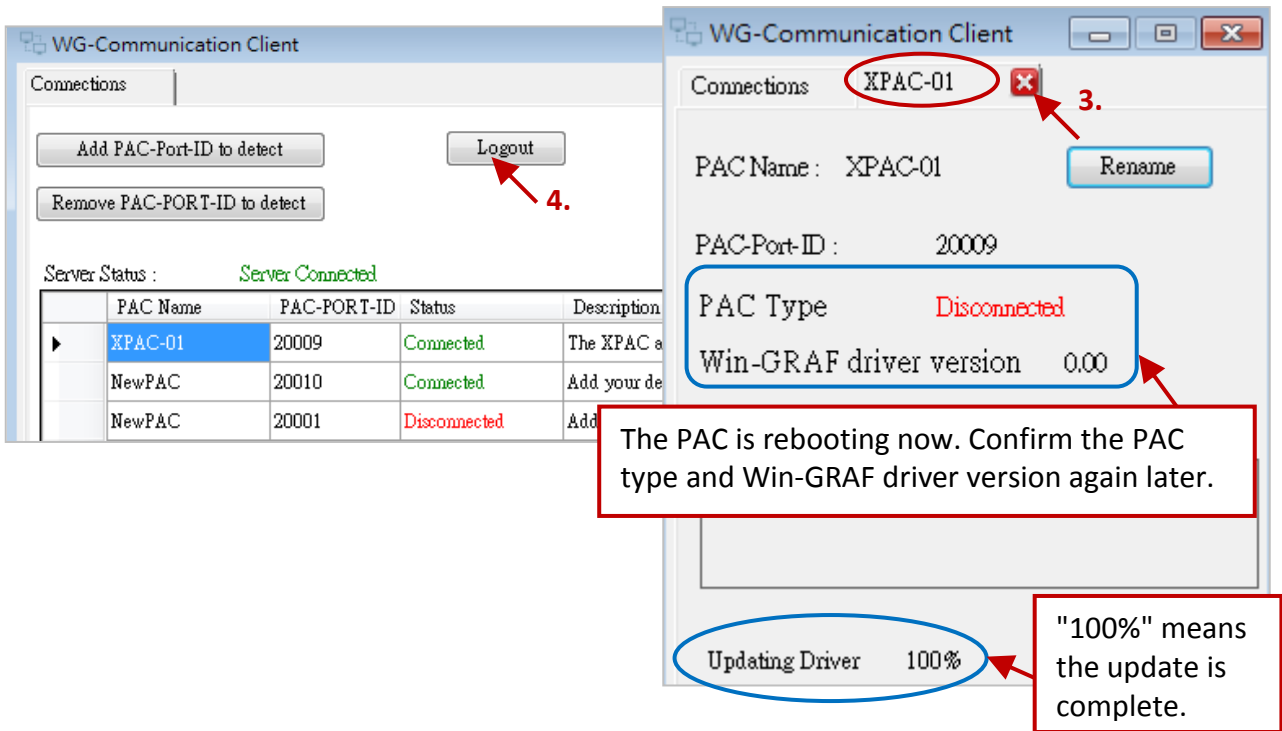 WG-Communication Client
Connections
Add PAC-Port-ID to detect
Logout
4.
Remove PAC-PORT-ID to detect
Server Status : Server Connected
PAC Name PAC-PORT-ID Status Description
XPAC-01 20009 Connected The XPAC a
NewPAC 20010 Connected Add your de
NewPAC 20001 Disconnected Add
WG-Communication Client
Connections XPAC-01
3.
PAC Name : XPAC-01 Rename
PAC-Port-ID : 20009
PAC Type Disconnected
Win-GRAF driver version 0.00
The PAC is rebooting now. Confirm the PAC
type and Win-GRAF driver version again later.
Updating Driver 100%
"100%" means
the update is
complete.